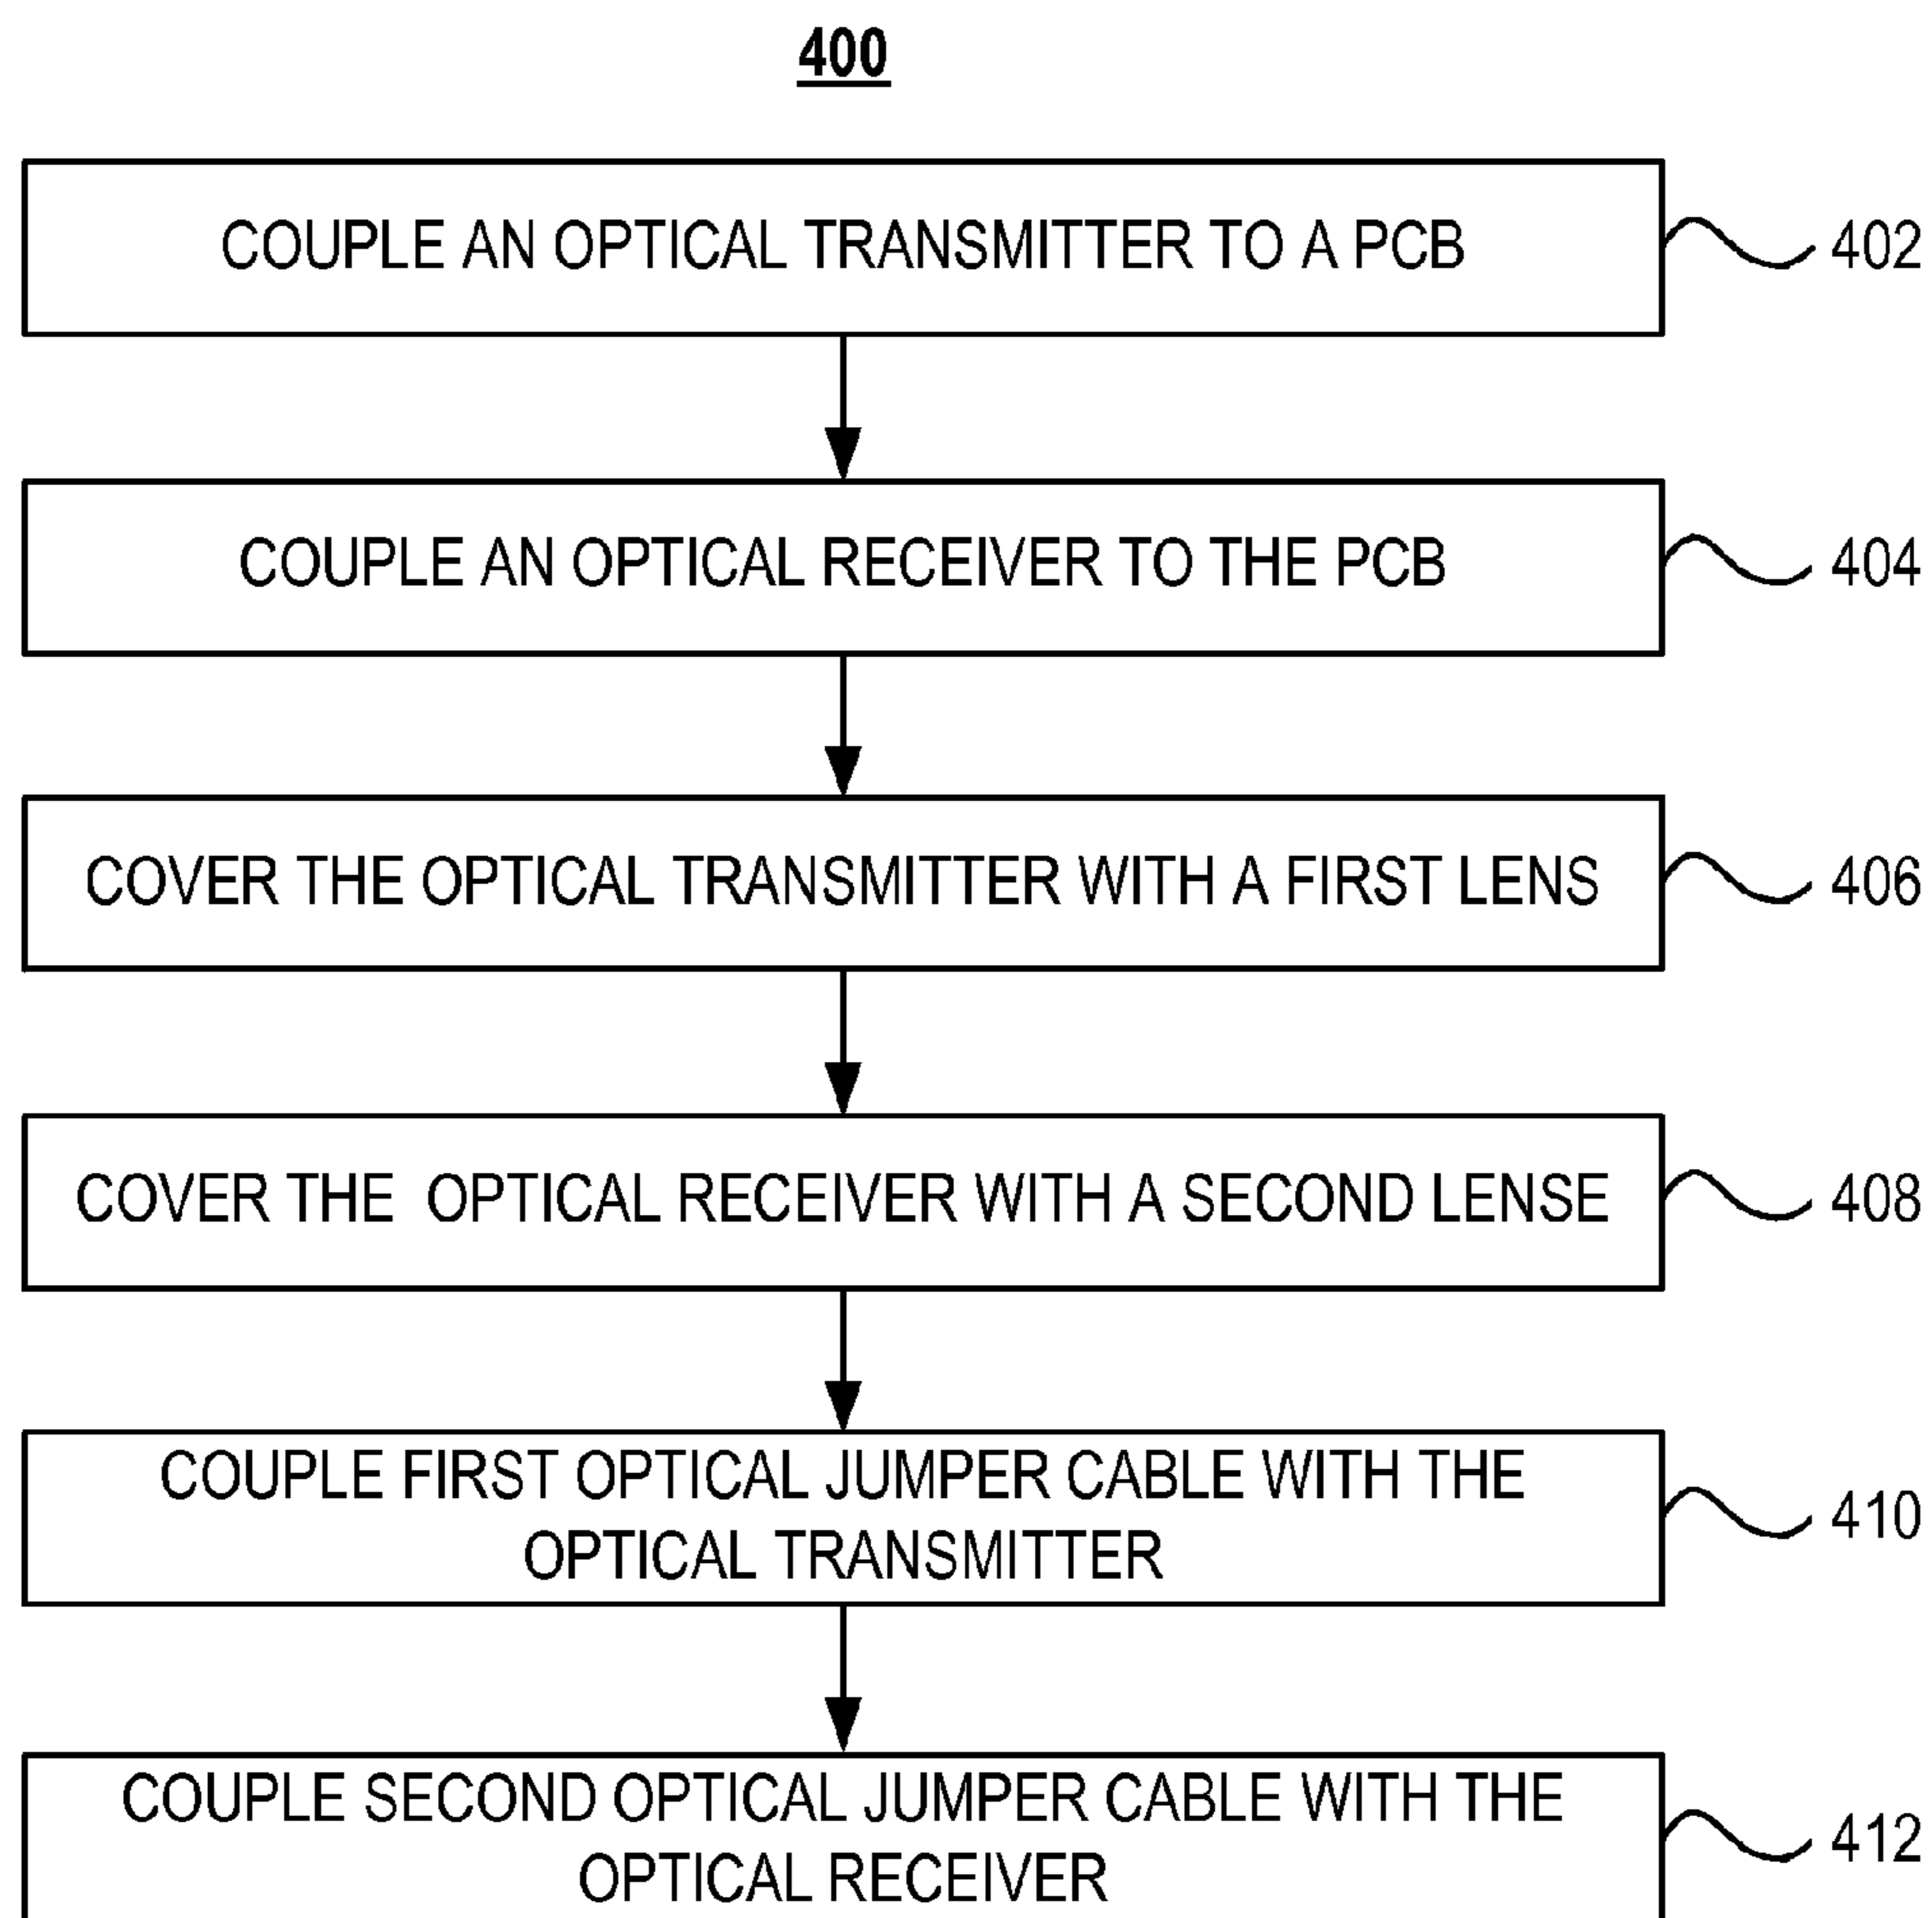 400
COUPLE AN OPTICAL TRANSMITTER TO A PCB
402
COUPLE AN OPTICAL RECEIVER TO THE PCB
404
COVER THE OPTICAL TRANSMITTER WITH A FIRST LENS
406
COVER THE OPTICAL RECEIVER WITH A SECOND LENSE
408
COUPLE FIRST OPTICAL JUMPER CABLE WITH THE
OPTICAL TRANSMITTER
410
COUPLE SECOND OPTICAL JUMPER CABLE WITH THE
OPTICAL RECEIVER
412